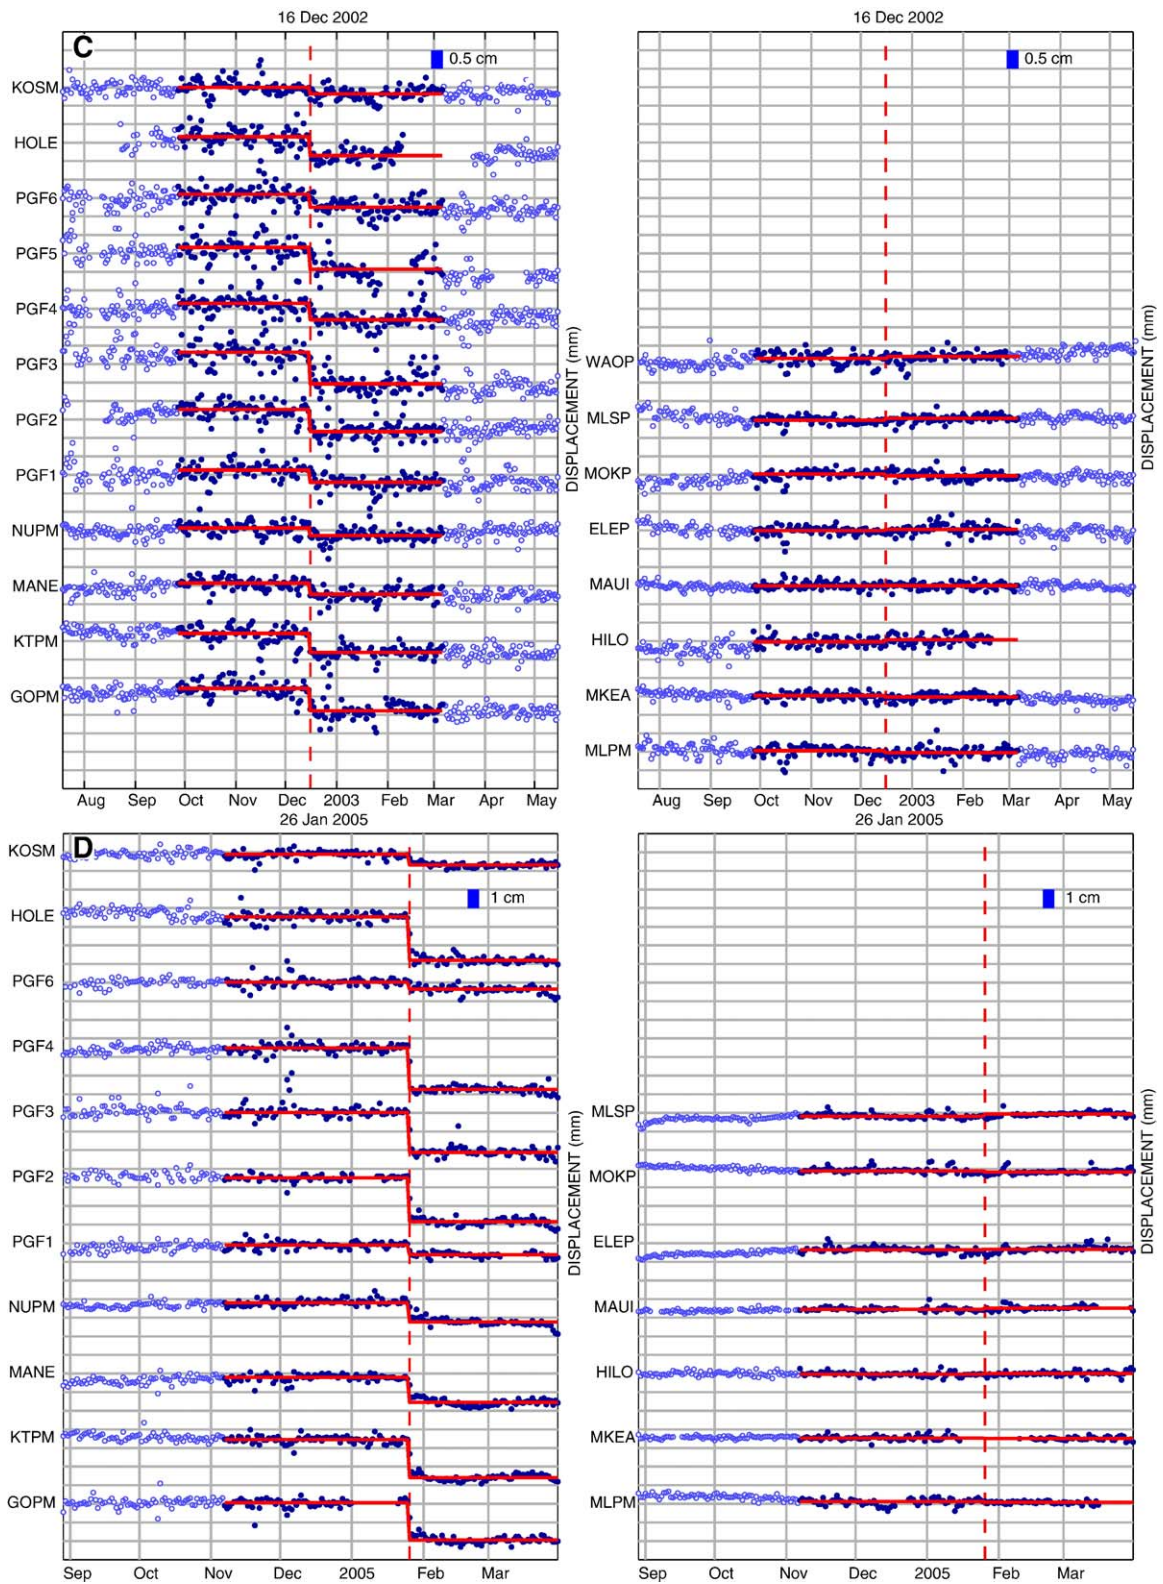 16 Dec 2002
C
0.5 cm
KOSM
HOLE
PGF6
PGF5
PGF4
PGF3
PGF2
PGF1
NUPM
MANE
KTPM
GOPM
DISPLACEMENT (mm)
Aug Sep Oct Nov Dec 2003 Feb Mar Apr May
16 Dec 2002
0.5 cm
WAOP
MLSP
MOKP
ELEP
MAUI
HILO
MKEA
MLPM
DISPLACEMENT (mm)
Aug Sep Oct Nov Dec 2003 Feb Mar Apr May
26 Jan 2005
D
1 cm
KOSM
HOLE
PGF6
PGF4
PGF3
PGF2
PGF1
NUPM
MANE
KTPM
GOPM
DISPLACEMENT (mm)
Sep Oct Nov Dec 2005 Feb Mar
26 Jan 2005
1 cm
MLSP
MOKP
ELEP
MAUI
HILO
MKEA
MLPM
DISPLACEMENT (mm)
Sep Oct Nov Dec 2005 Feb Mar